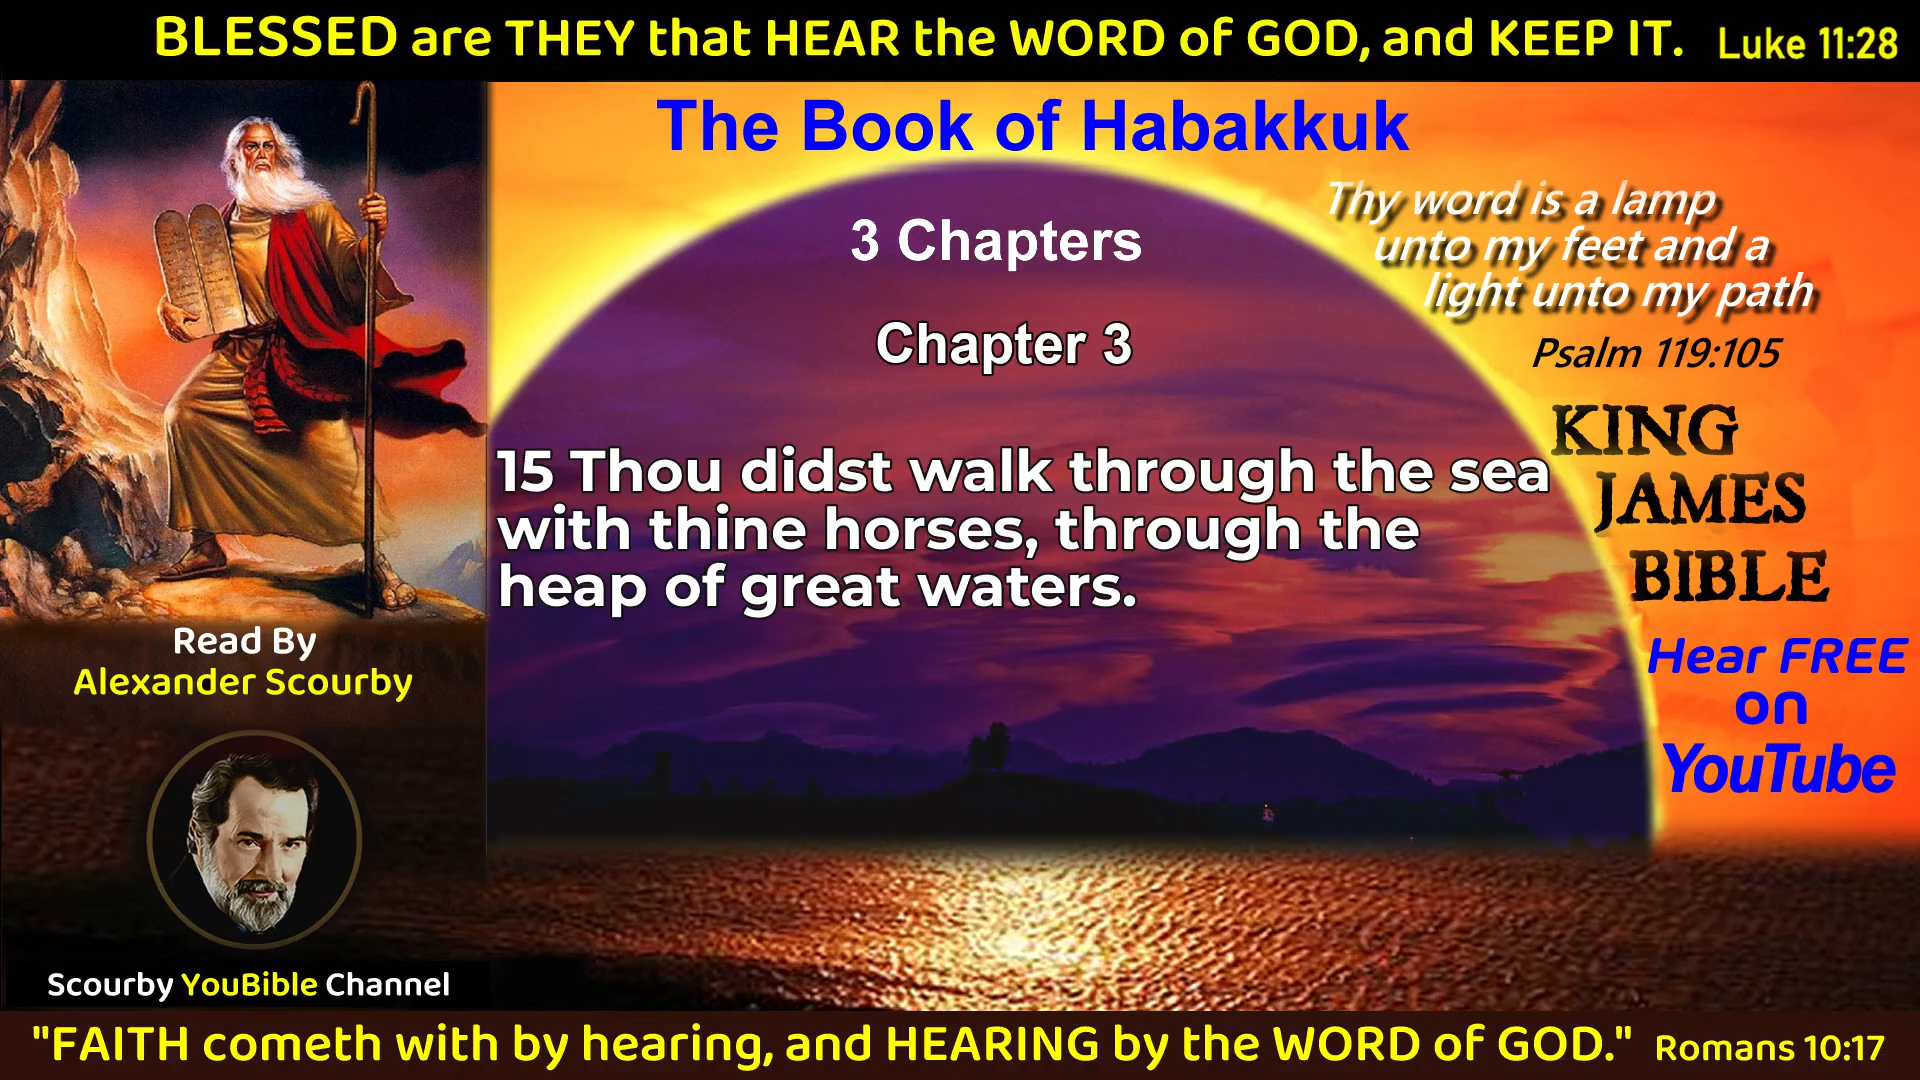 BLESSED are THEY that HEAR the WORD of GOD, and KEEP IT. Luke 11:28
The Book of Habakkuk
3 Chapters
Chapter 3
15 Thou didst walk through the sea
with thine horses, through the
heap of great waters.
Thy word is a lamp
unto my feet and a
light unto my path
Psalm 119:105
KING
JAMES
BIBLE
Hear FREE
on
YouTube
Read By
Alexander Scourby
Scourby YouBible Channel
"FAITH cometh with by hearing, and HEARING by the WORD of GOD." Romans 10:17